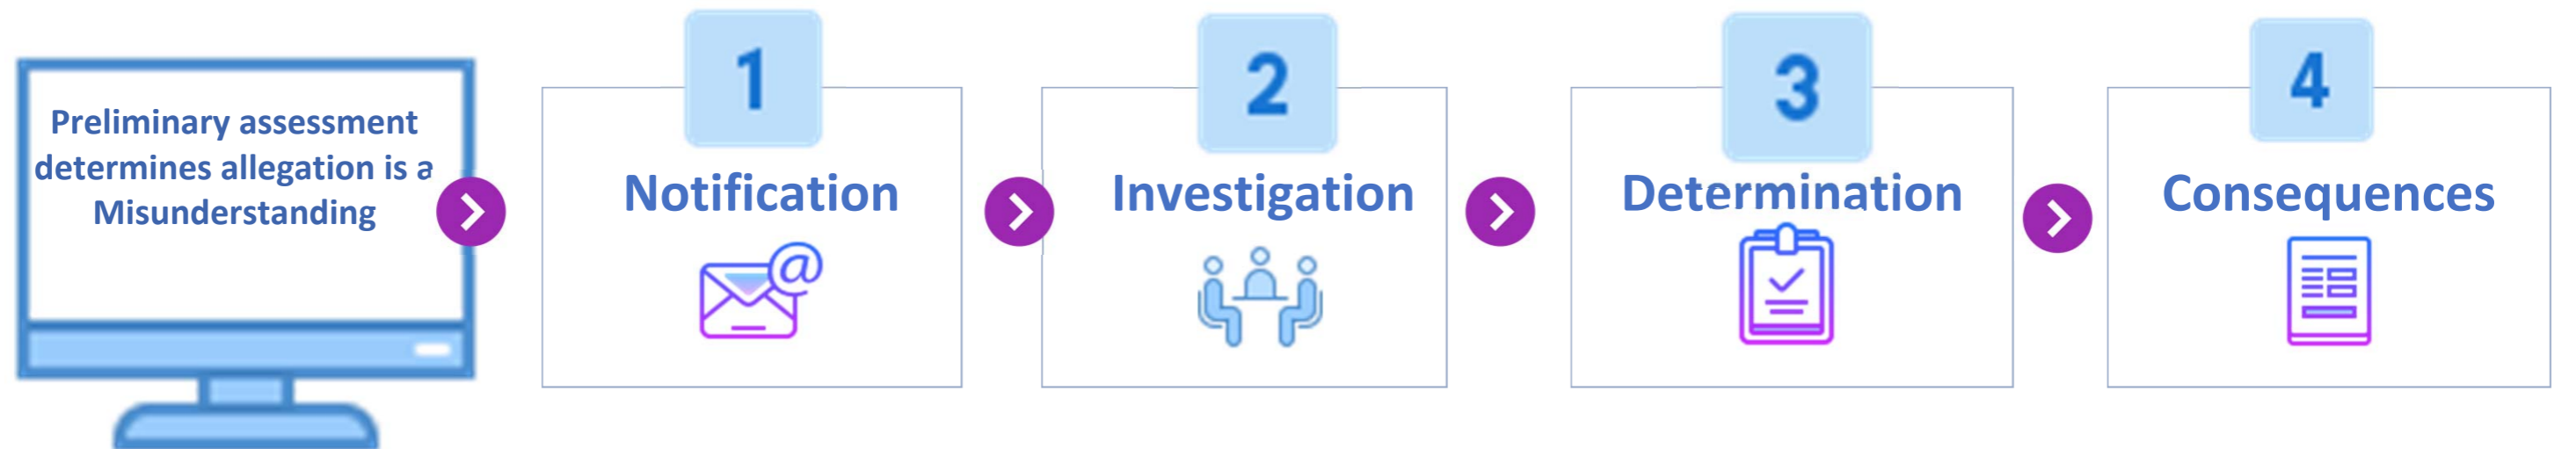 Preliminary assessment
determines allegation is a
Misunderstanding
1
Notification
@
2
Investigation
3
Determination
4
Consequences